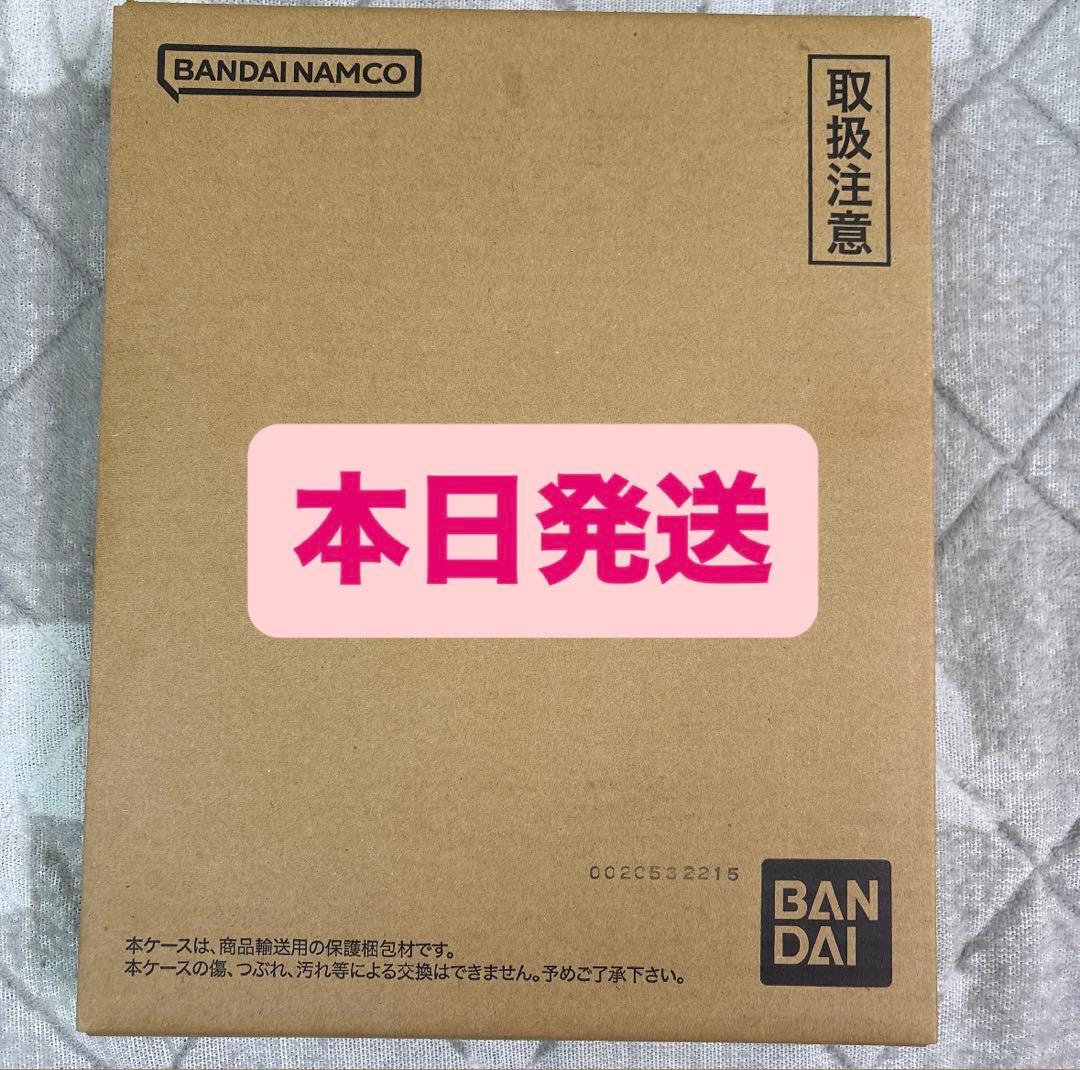 BANDAI NAMCO
取扱注意
本日発送
0020532215
BAN
DAI
本ケースは、商品輸送用の保護梱包材です。
本ケースの傷、つぶれ、汚れ等による交換はできません。予めご了承下さい。